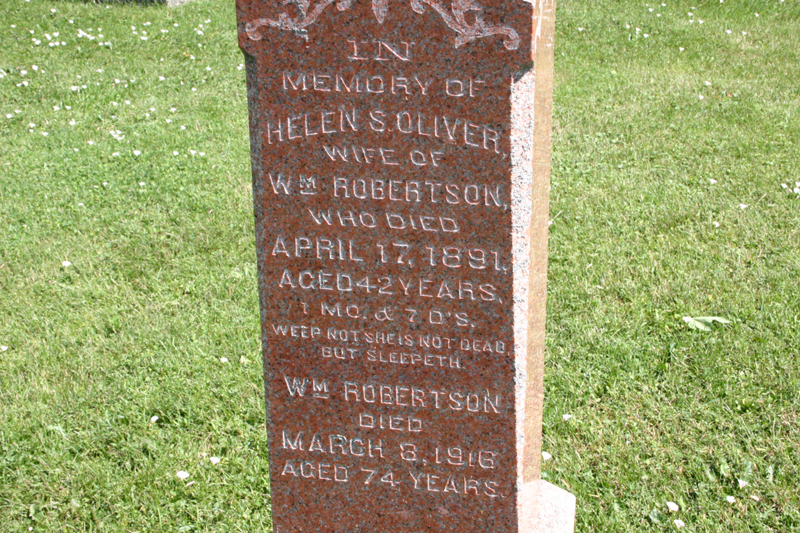 IN
MEMORY OF
HELEN S. OLIVER,
WIFE OF
WM ROBERTSON,
WHO DIED
APRIL 17, 1891,
AGED 42 YEARS,
1 MO. & 7 D'S.
WEEP NOT SHE IS NOT DEAD
BUT SLEEPETH.
WM ROBERTSON
DIED
MARCH 8, 1916
AGED 74 YEARS.